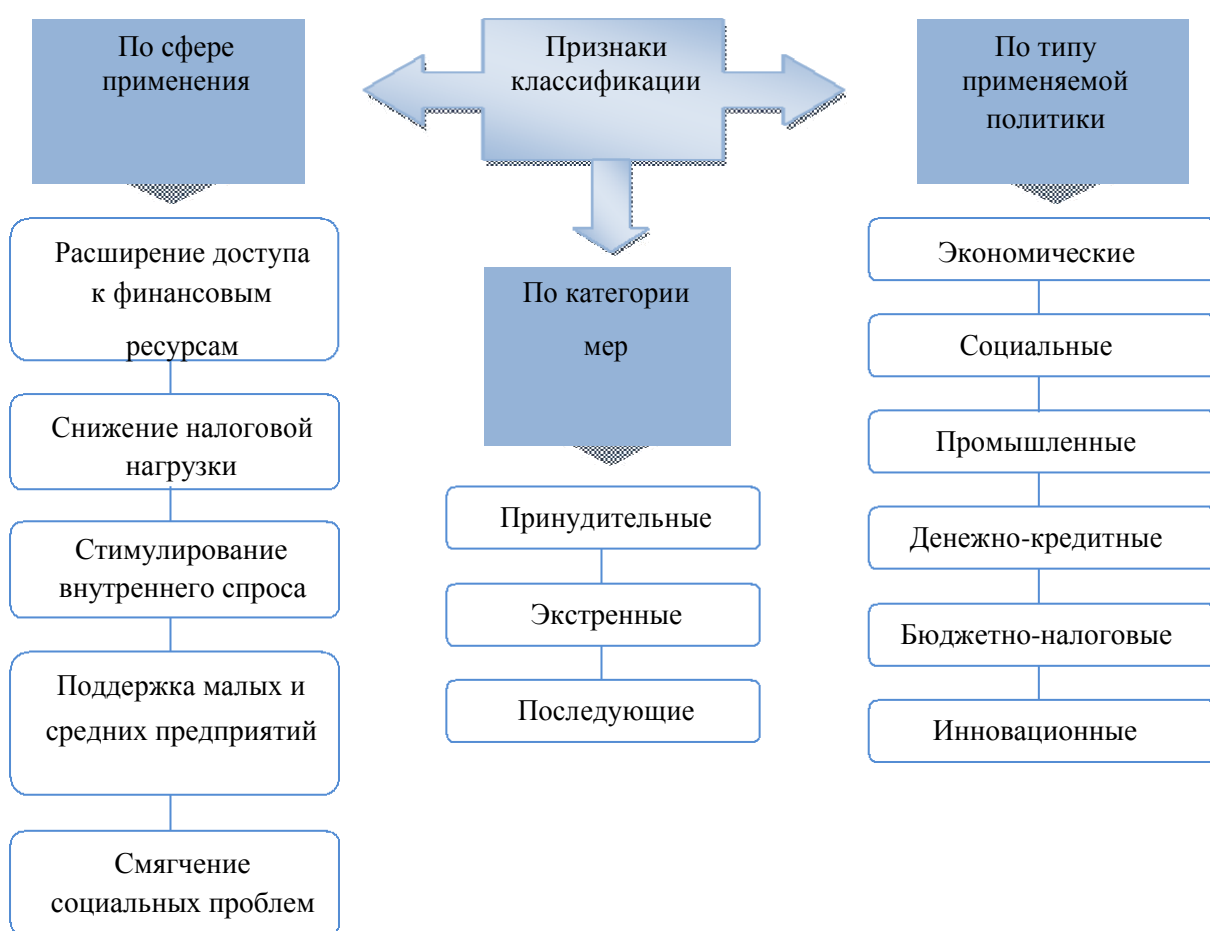 По сфере
применения
Признаки
классификации
По типу
применяемой
политики
Расширение доступа
к финансовым
ресурсам
Снижение налоговой
нагрузки
Стимулирование
внутреннего спроса
Поддержка малых и
средних предприятий
Смягчение
социальных проблем
По категории
мер
Принудительные
Экстренные
Последующие
Экономические
Социальные
Промышленные
Денежно-кредитные
Бюджетно-налоговые
Инновационные